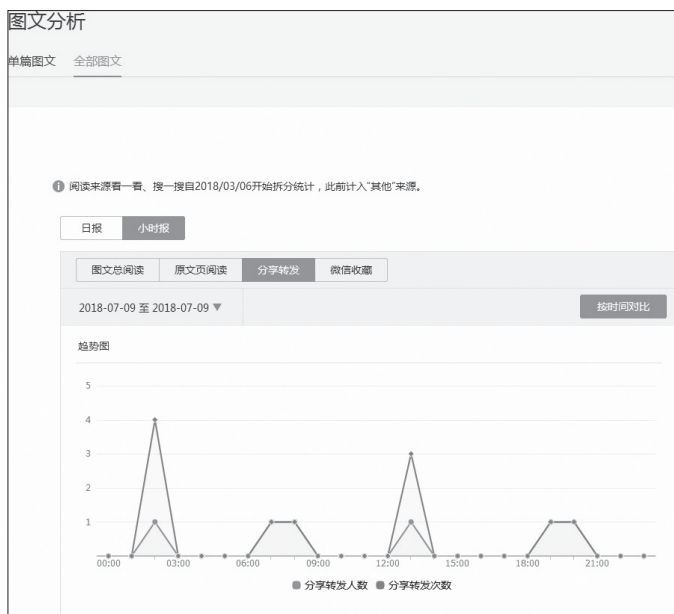 图文分析
单篇图文 全部图文
阅读来源看一看、搜一搜自2018/03/06开始拆分统计，此前计入"其他"来源。
日报 小时报
图文总阅读 原文页阅读 分享转发 微信收藏
2018-07-09 至 2018-07-09 ▼ 按时间对比
趋势图
5
4
3
2
1
00:00 03:00 06:00 09:00 12:00 15:00 18:00 21:00
分享转发人数 分享转发次数